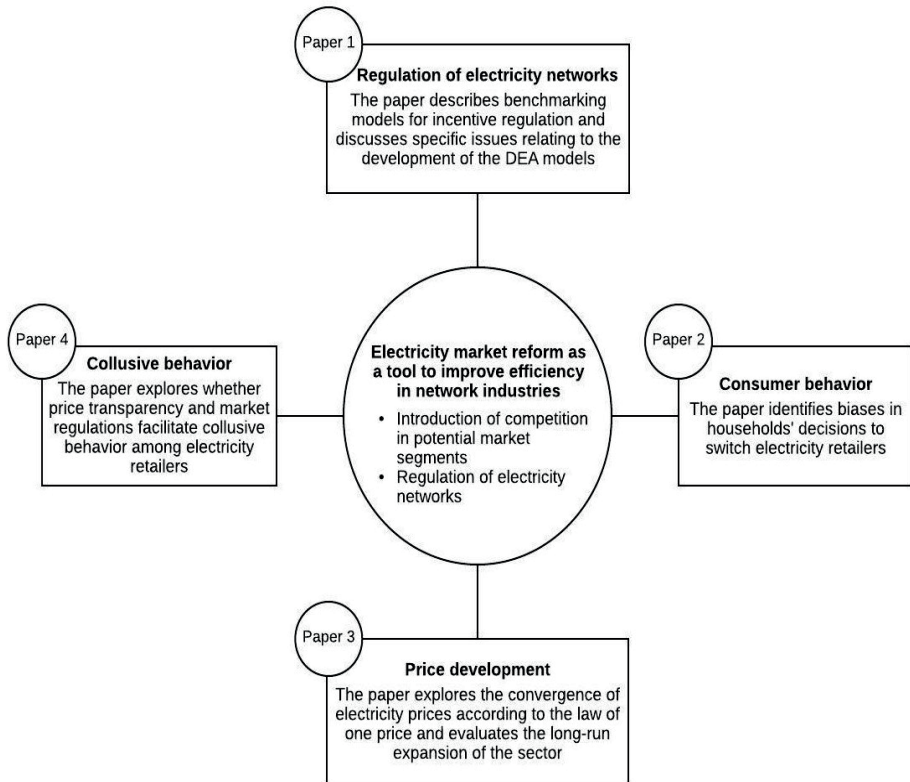 Paper 1
Regulation of electricity networks
The paper describes benchmarking
models for incentive regulation and
discusses specific issues relating to the
development of the DEA models
Paper 4
Collusive behavior
The paper explores whether
price transparency and market
regulations facilitate collusive
behavior among electricity
retailers
Electricity market reform as
a tool to improve efficiency
in network industries
• Introduction of competition
in potential market
segments
• Regulation of electricity
networks
Paper 2
Consumer behavior
The paper identifies biases in
households' decisions to
switch electricity retailers
Paper 3
Price development
The paper explores the convergence of
electricity prices according to the law of
one price and evaluates the long-run
expansion of the sector